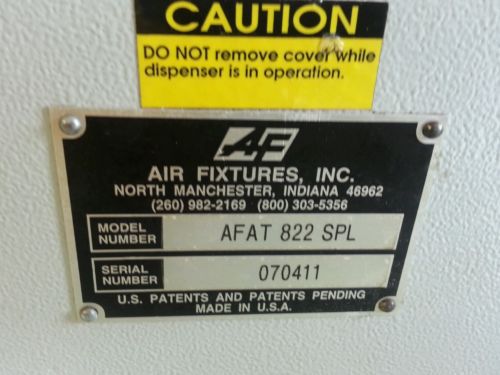 CAUTION
DO NOT remove cover while
dispenser is in operation.
AF
AIR FIXTURES, INC.
NORTH MANCHESTER, INDIANA 46962
(260) 982-2169 (800) 303-5356
MODEL
NUMBER
AFAT 822 SPL
SERIAL
NUMBER
070411
U.S. PATENTS AND PATENTS PENDING
MADE IN U.S.A.